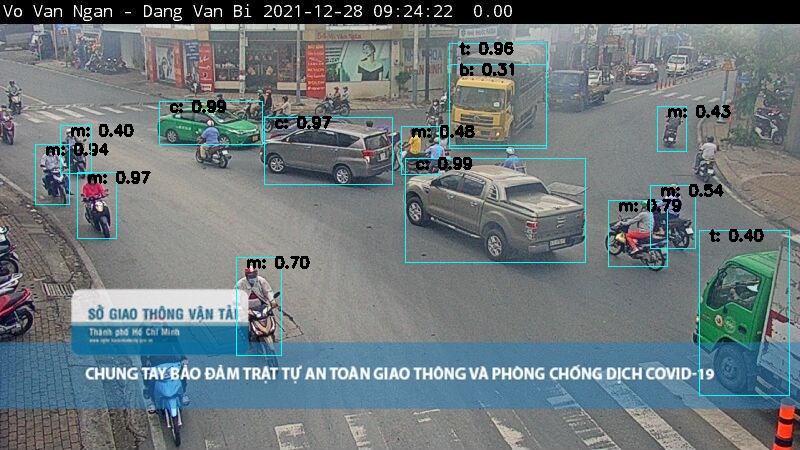 Vo Van Ngan - Dang Van Bi 2021-12-28 09:24:22 0.00
t: 0.96
b: 0.31
c: 0.99
c: 0.97
m: 0.48
m: 0.43
m: 0.40
m: 0.94
c: 0.99
m: 0.97
m: 0.54
m: 0.79
t: 0.40
m: 0.70
SỞ GIAO THÔNG VẬN TẢI
Thành phố Hồ Chí Minh
CHUNG TAY BẢO ĐẢM TRẬT TỰ AN TOÀN GIAO THÔNG VÀ PHÒNG CHỐNG DỊCH COVID-19